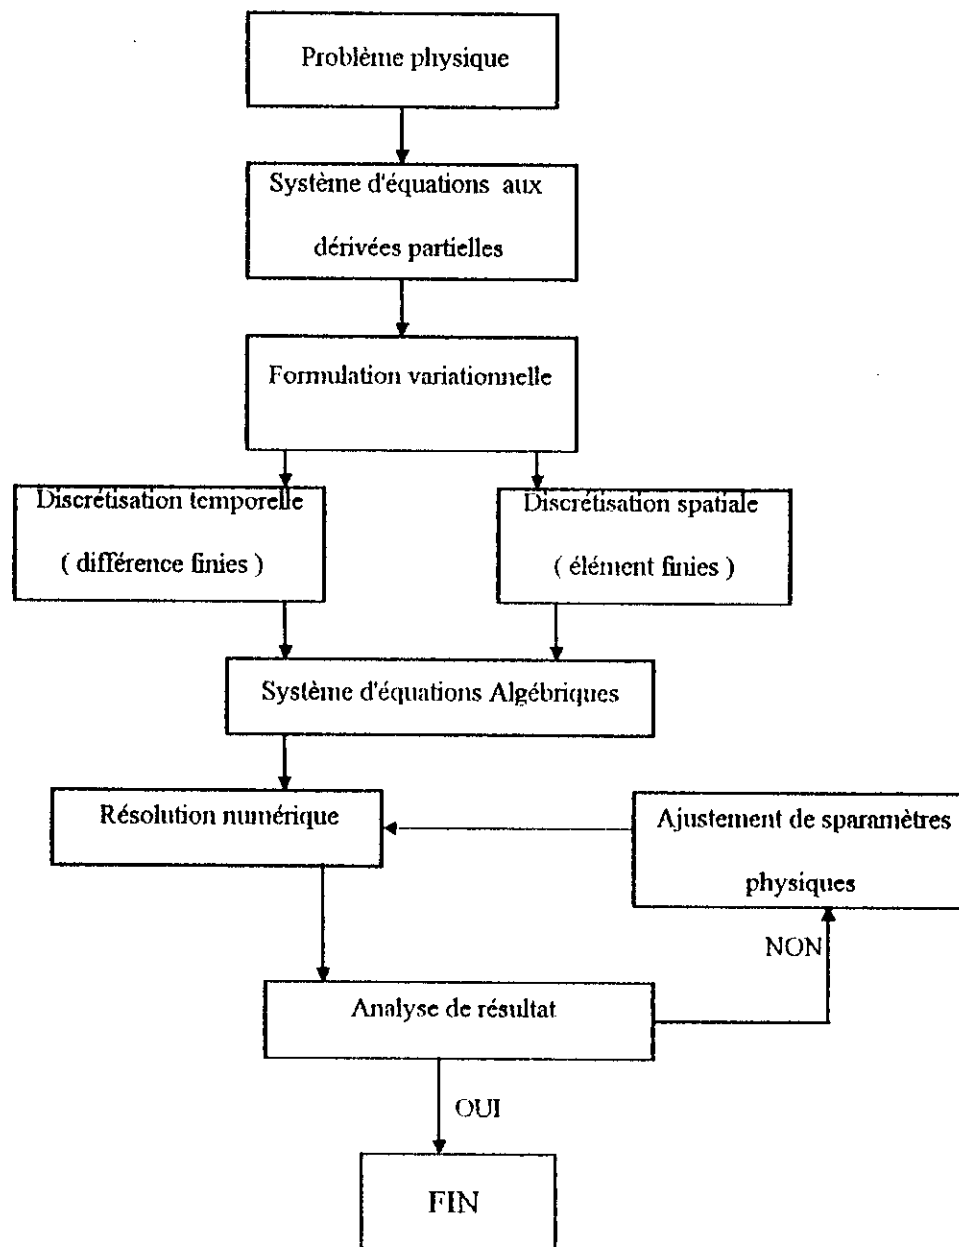 Problème physique
Système d'équations aux
dérivées partielles
Formulation variationnelle
Discrétisation temporelle
( différence finies )
Discrétisation spatiale
( élément finies )
Système d'équations Algébriques
Résolution numérique
Ajustement de sparamètres
physiques
NON
Analyse de résultat
OUI
FIN